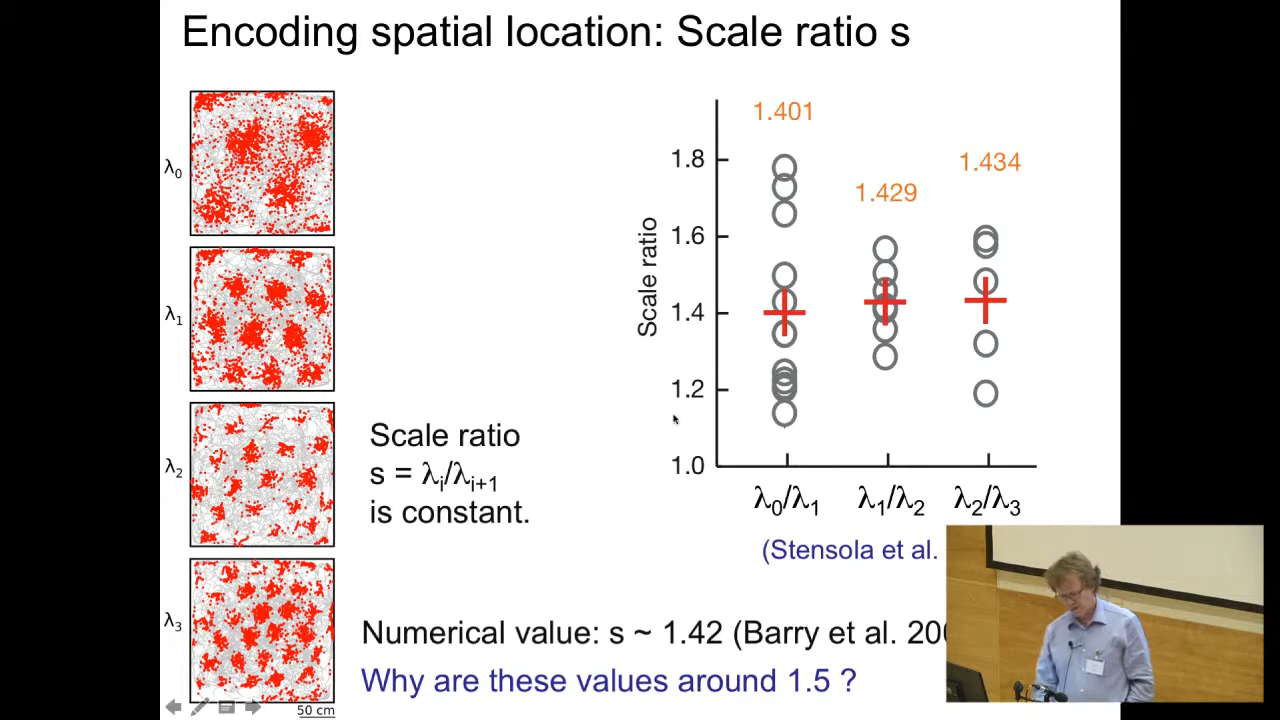 Encoding spatial location: Scale ratio s
λ0
λ1
λ2
λ3
50 cm
Scale ratio
s = λi/λi+1
is constant.
Scale ratio
1.8
1.6
1.4
1.2
1.0
1.401
1.429
1.434
λ0/λ1
λ1/λ2
λ2/λ3
(Stensola et al.
Numerical value: s ~ 1.42 (Barry et al.
Why are these values around 1.5 ?